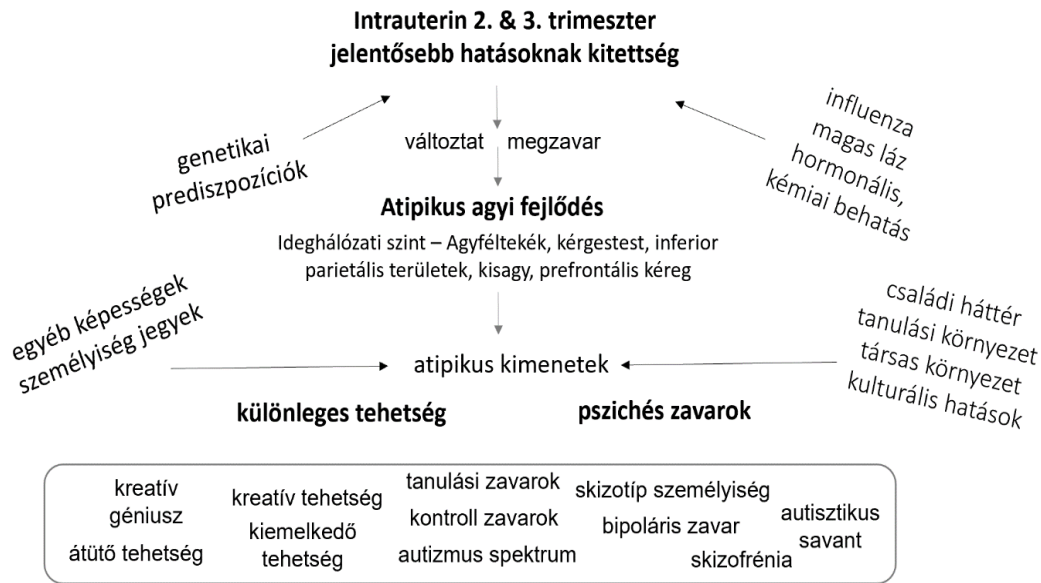 Intrauterin 2. & 3. trimeszter
jelentősebb hatásoknak kitettség
genetikai
prediszpozíciók
influenza
magas láz
hormonális,
kémiai behatás
változtat megzavar
Atipikus agyi fejlődés
Ideghálózati szint – Agyféltekék, kérgestest, inferior
parietális területek, kisagy, prefrontális kéreg
egyéb képességek
személyiség jegyek
családi háttér
tanulási környezet
társas környezet
kulturális hatások
atipikus kimenetek
különleges tehetség pszichés zavarok
kreatív
géniusz
átütő tehetség
kreatív tehetség
kiemelkedő
tehetség
tanulási zavarok
kontroll zavarok
autizmus spektrum
skizotíp személyiség
bipoláris zavar
skizofrénia
autisztikus
savant